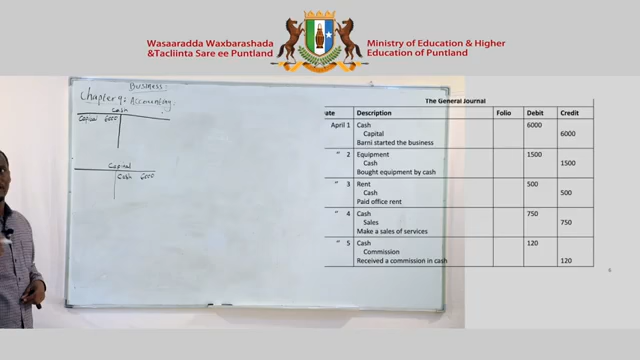 Wasaaradda Waxbarashada
&Tacliinta Sare ee Puntland
Ministry of Education & Higher
Education of Puntland
Business
Chapter 9: Accounting
Cash
Capital 6000
Capital
Cash 6000
The General Journal
ate Description Folio Debit Credit
April 1 Cash 6000
Capital 6000
Barni started the business
" 2 Equipment 1500
Cash 1500
Bought equipment by cash
" 3 Rent 500
Cash 500
Paid office rent
" 4 Cash 750
Sales 750
Make a sales of services
" 5 Cash 120
Commission
Received a commission in cash 120
6